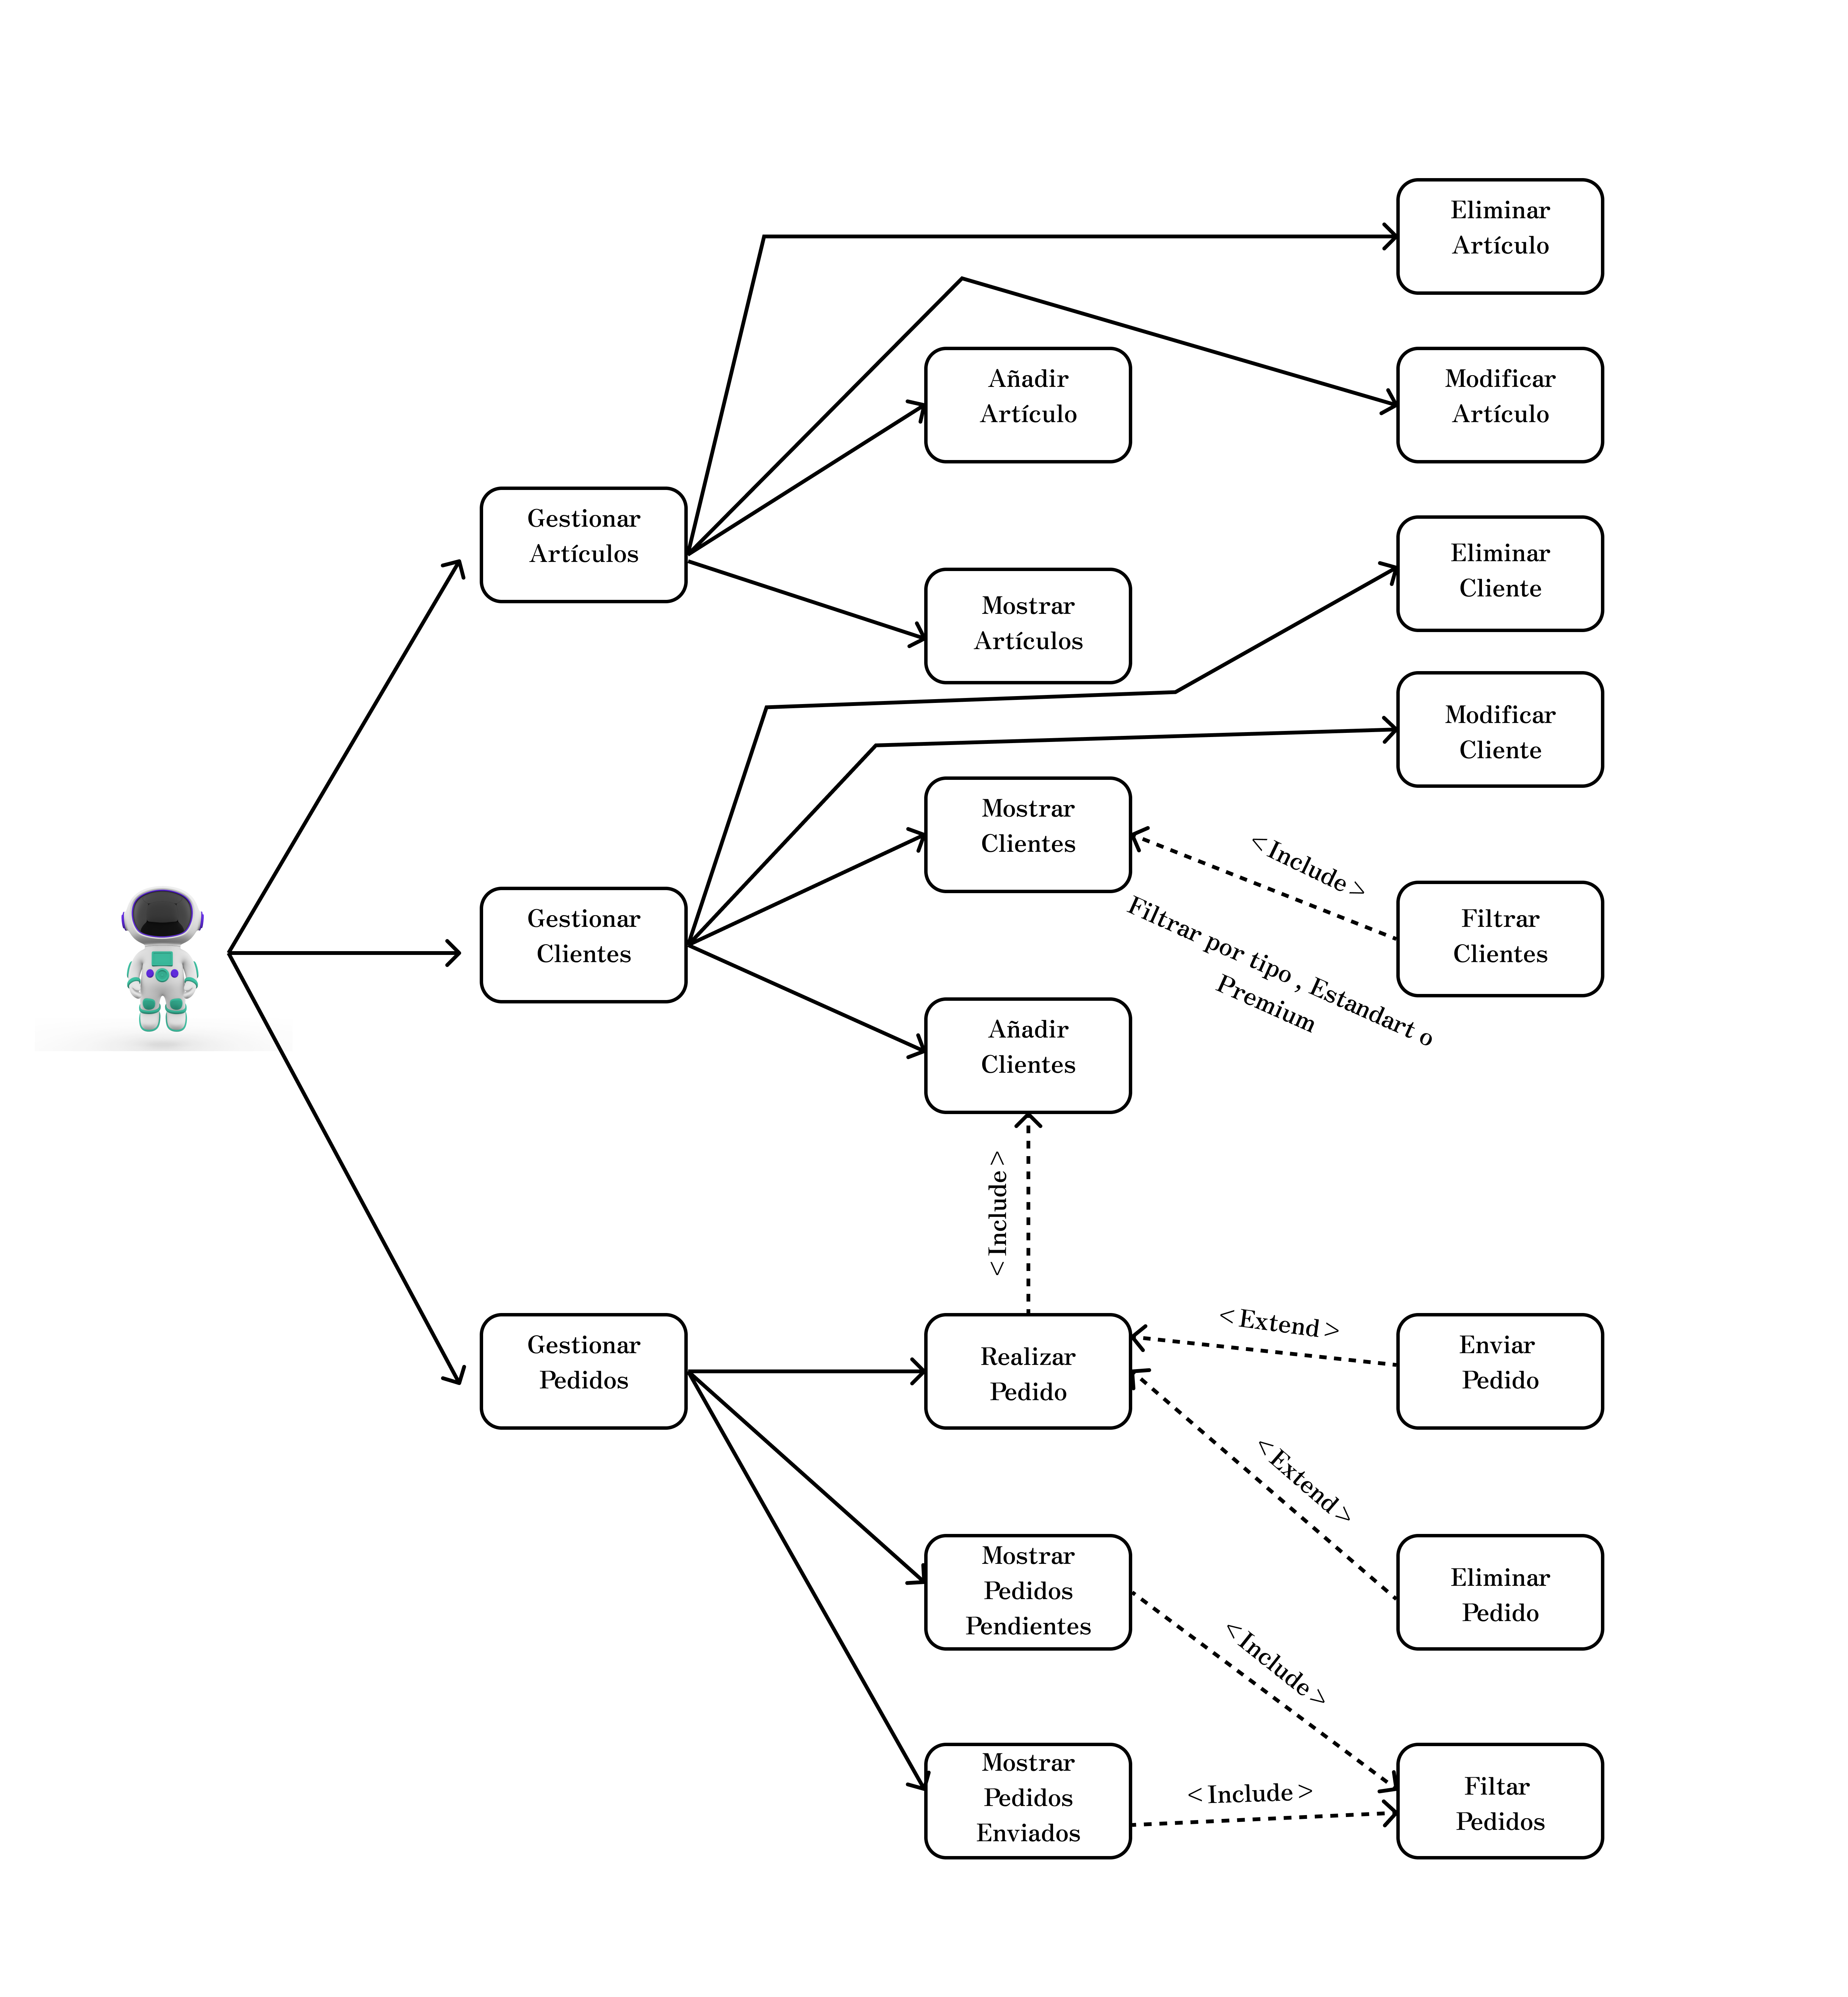 Eliminar
Artículo
Añadir
Artículo
Modificar
Artículo
Gestionar
Artículos
Eliminar
Cliente
Mostrar
Artículos
Modificar
Cliente
Mostrar
Clientes
<Include>
Filtrar por tipo , Estandart o
Premium
Gestionar
Clientes
Filtrar
Clientes
Añadir
Clientes
<Include>
Gestionar
Pedidos
Realizar
Pedido
<Extend>
Enviar
Pedido
<Extend>
Mostrar
Pedidos
Pendientes
Eliminar
Pedido
<Include>
Mostrar
Pedidos
Enviados
<Include>
Filtar
Pedidos